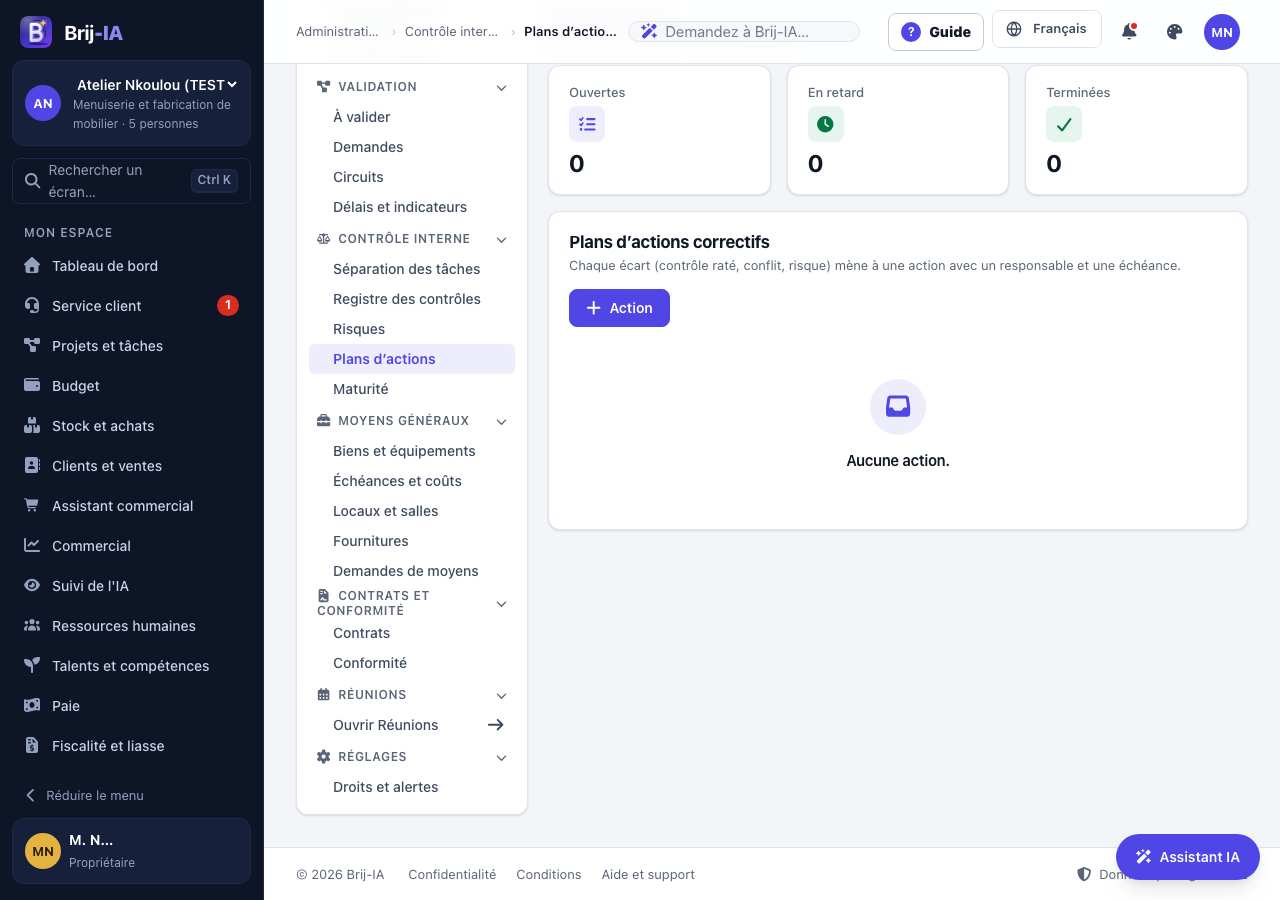 Brij-IA
AN
Atelier Nkoulou (TEST
Menuiserie et fabrication de
mobilier · 5 personnes
Rechercher un
écran...
Ctrl K
MON ESPACE
Tableau de bord
Service client
1
Projets et tâches
Budget
Stock et achats
Clients et ventes
Assistant commercial
Commercial
Suivi de l'IA
Ressources humaines
Talents et compétences
Paie
Fiscalité et liasse
Réduire le menu
MN
M. N...
Propriétaire
Administrati... › Contrôle inter... › Plans d’actio...
Demandez à Brij-IA...
? Guide
Français
MN
VALIDATION
À valider
Demandes
Circuits
Délais et indicateurs
CONTRÔLE INTERNE
Séparation des tâches
Registre des contrôles
Risques
Plans d’actions
Maturité
MOYENS GÉNÉRAUX
Biens et équipements
Échéances et coûts
Locaux et salles
Fournitures
Demandes de moyens
CONTRATS ET
CONFORMITÉ
Contrats
Conformité
RÉUNIONS
Ouvrir Réunions
RÉGLAGES
Droits et alertes
Ouvertes
0
En retard
0
Terminées
0
Plans d’actions correctifs
Chaque écart (contrôle raté, conflit, risque) mène à une action avec un responsable et une échéance.
Action
Aucune action.
© 2026 Brij-IA
Confidentialité
Conditions
Aide et support
Assistant IA